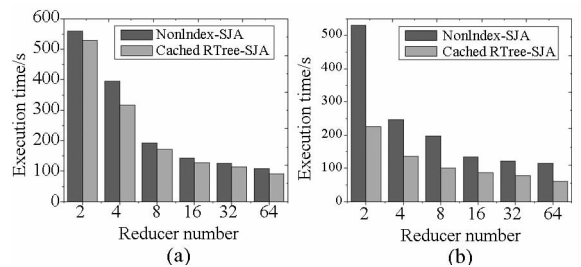 600
500
400
300
200
100
0
Execution time/s
NonIndex-SJA
Cached RTree-SJA
2 4 8 16 32 64
Reducer number
(a)
500
400
300
200
100
0
Execution time/s
NonIndex-SJA
Cached RTree-SJA
2 4 8 16 32 64
Reducer number
(b)